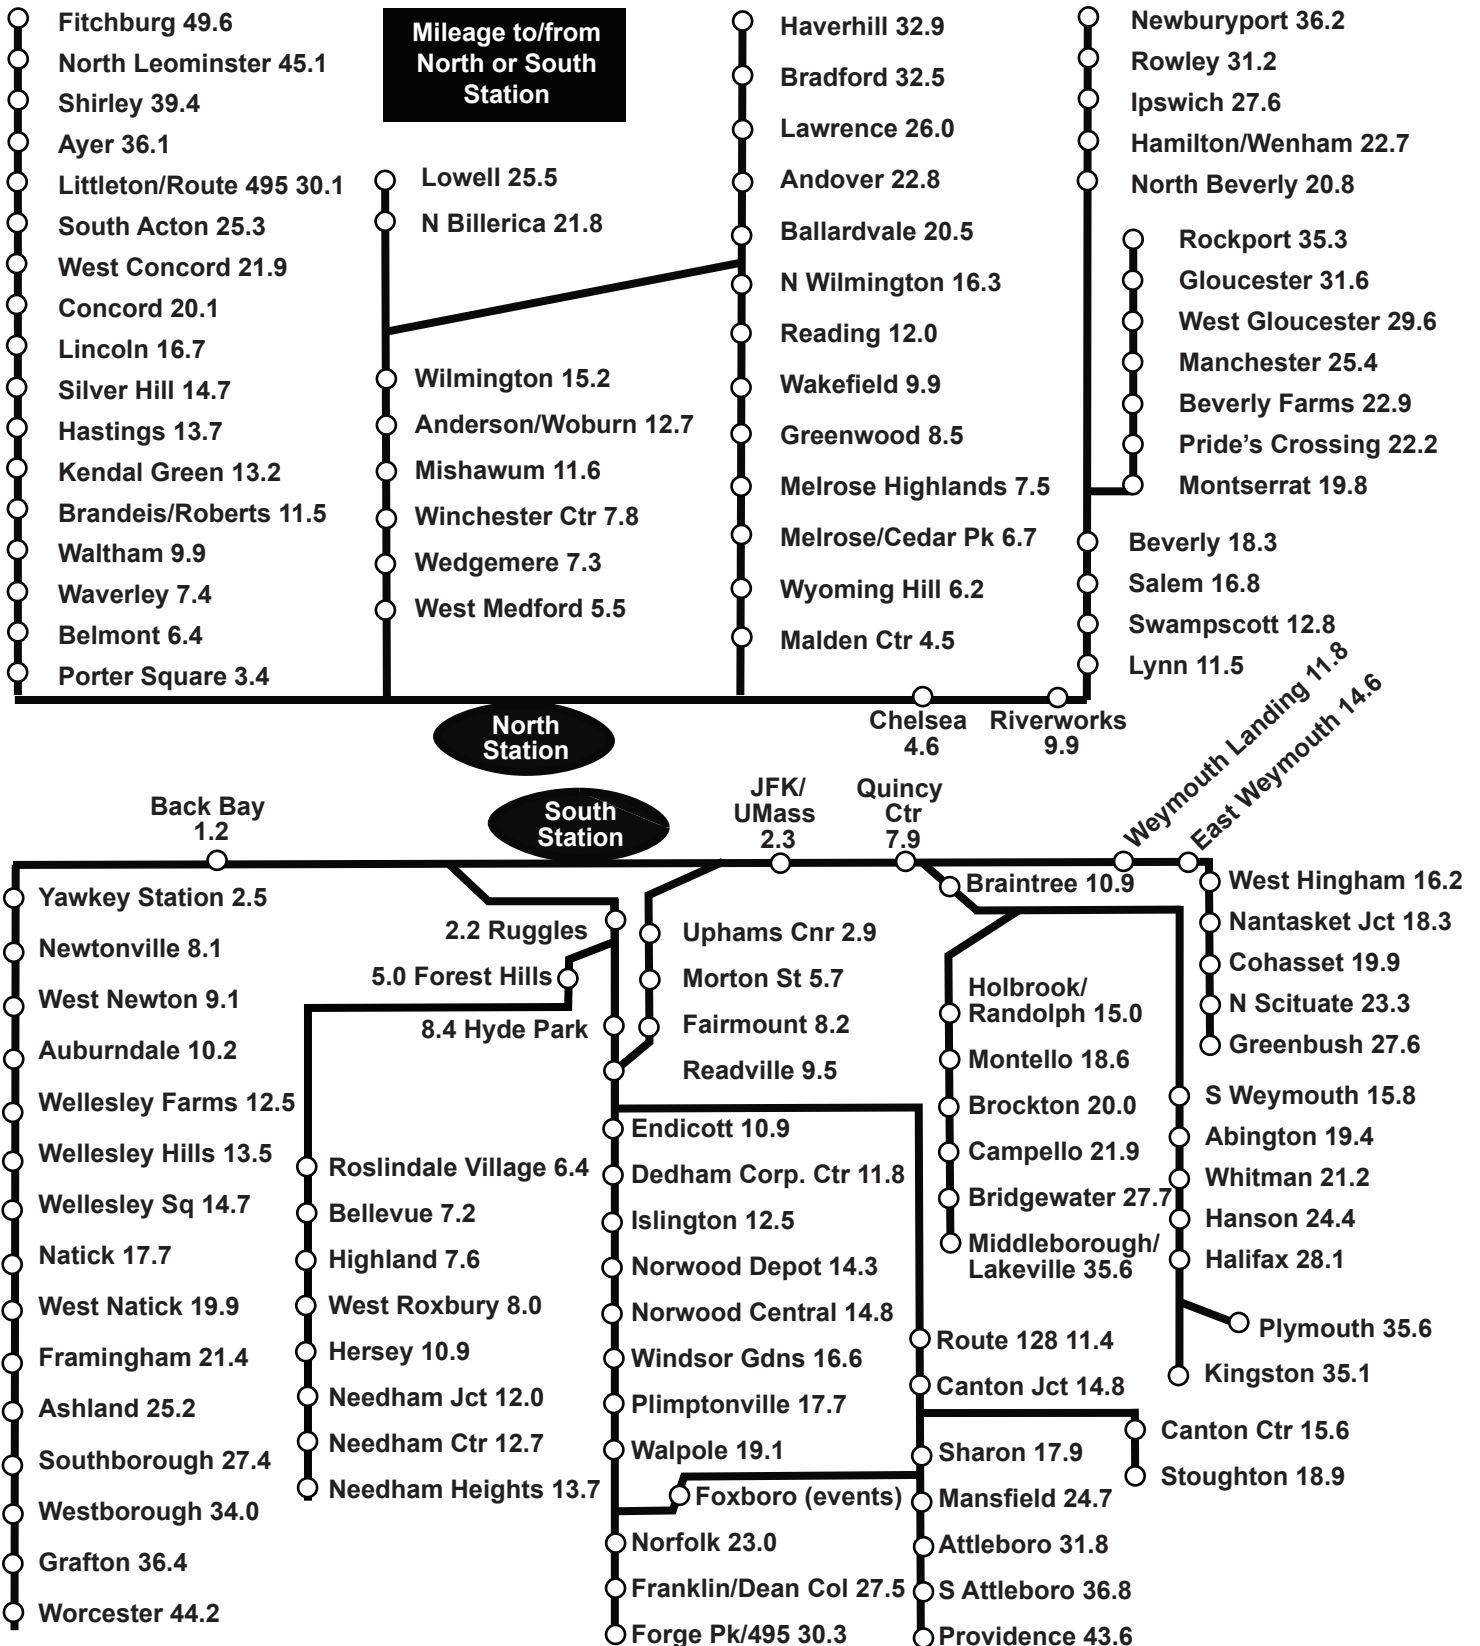 Fitchburg 49.6
North Leominster 45.1
Shirley 39.4
Ayer 36.1
Littleton/Route 495 30.1
South Acton 25.3
West Concord 21.9
Concord 20.1
Lincoln 16.7
Silver Hill 14.7
Hastings 13.7
Kendal Green 13.2
Brandeis/Roberts 11.5
Waltham 9.9
Waverley 7.4
Belmont 6.4
Porter Square 3.4
Mileage to/from
North or South
Station
Lowell 25.5
N Billerica 21.8
Wilmington 15.2
Anderson/Woburn 12.7
Mishawum 11.6
Winchester Ctr 7.8
Wedgemere 7.3
West Medford 5.5
Haverhill 32.9
Bradford 32.5
Lawrence 26.0
Andover 22.8
Ballardvale 20.5
N Wilmington 16.3
Reading 12.0
Wakefield 9.9
Greenwood 8.5
Melrose Highlands 7.5
Melrose/Cedar Pk 6.7
Wyoming Hill 6.2
Malden Ctr 4.5
Newburyport 36.2
Rowley 31.2
Ipswich 27.6
Hamilton/Wenham 22.7
North Beverly 20.8
Rockport 35.3
Gloucester 31.6
West Gloucester 29.6
Manchester 25.4
Beverly Farms 22.9
Pride's Crossing 22.2
Montserrat 19.8
Beverly 18.3
Salem 16.8
Swampscott 12.8
Lynn 11.5
Chelsea
4.6
Riverworks
9.9
North
Station
South
Station
Back Bay
1.2
JFK/
UMass
2.3
Quincy
Ctr
7.9
Weymouth Landing 11.8
East Weymouth 14.6
Yawkey Station 2.5
Newtonville 8.1
West Newton 9.1
Auburndale 10.2
Wellesley Farms 12.5
Wellesley Hills 13.5
Wellesley Sq 14.7
Natick 17.7
West Natick 19.9
Framingham 21.4
Ashland 25.2
Southborough 27.4
Westborough 34.0
Grafton 36.4
Worcester 44.2
2.2 Ruggles
5.0 Forest Hills
8.4 Hyde Park
Roslindale Village 6.4
Bellevue 7.2
Highland 7.6
West Roxbury 8.0
Hersey 10.9
Needham Jct 12.0
Needham Ctr 12.7
Needham Heights 13.7
Uphams Cnr 2.9
Morton St 5.7
Fairmount 8.2
Readville 9.5
Endicott 10.9
Dedham Corp. Ctr 11.8
Islington 12.5
Norwood Depot 14.3
Norwood Central 14.8
Windsor Gdns 16.6
Plimptonville 17.7
Walpole 19.1
Foxboro (events)
Norfolk 23.0
Franklin/Dean Col 27.5
Forge Pk/495 30.3
Braintree 10.9
Holbrook/
Randolph 15.0
Montello 18.6
Brockton 20.0
Campello 21.9
Bridgewater 27.7
Middleborough/
Lakeville 35.6
Route 128 11.4
Canton Jct 14.8
Sharon 17.9
Mansfield 24.7
Attleboro 31.8
S Attleboro 36.8
Providence 43.6
Canton Ctr 15.6
Stoughton 18.9
West Hingham 16.2
Nantasket Jct 18.3
Cohasset 19.9
N Scituate 23.3
Greenbush 27.6
S Weymouth 15.8
Abington 19.4
Whitman 21.2
Hanson 24.4
Halifax 28.1
Plymouth 35.6
Kingston 35.1